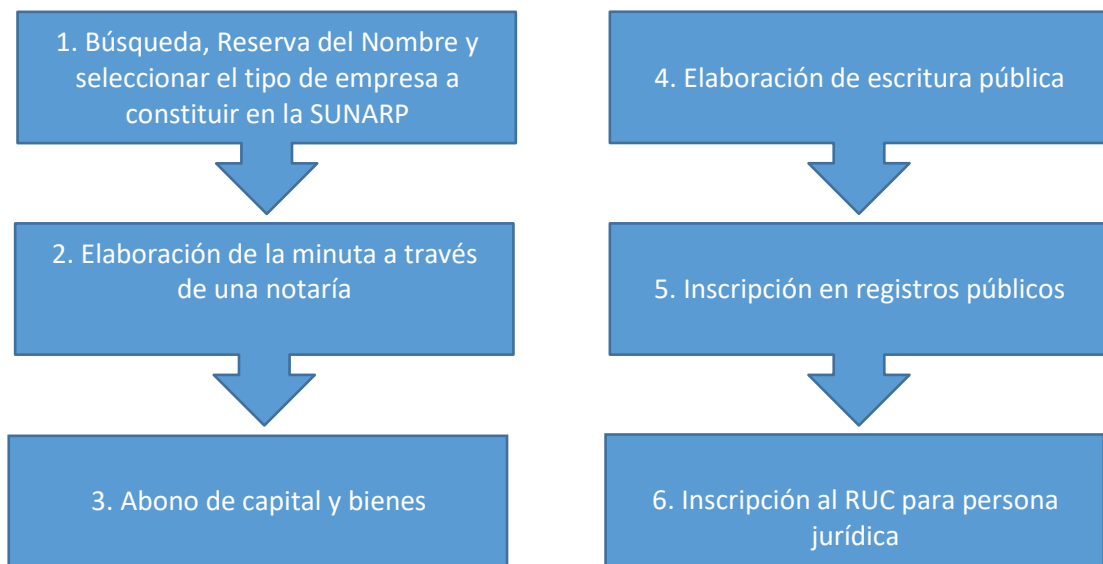 1. Búsqueda, Reserva del Nombre y
seleccionar el tipo de empresa a
constituir en la SUNARP
2. Elaboración de la minuta a través
de una notaría
3. Abono de capital y bienes
4. Elaboración de escritura pública
5. Inscripción en registros públicos
6. Inscripción al RUC para persona
jurídica